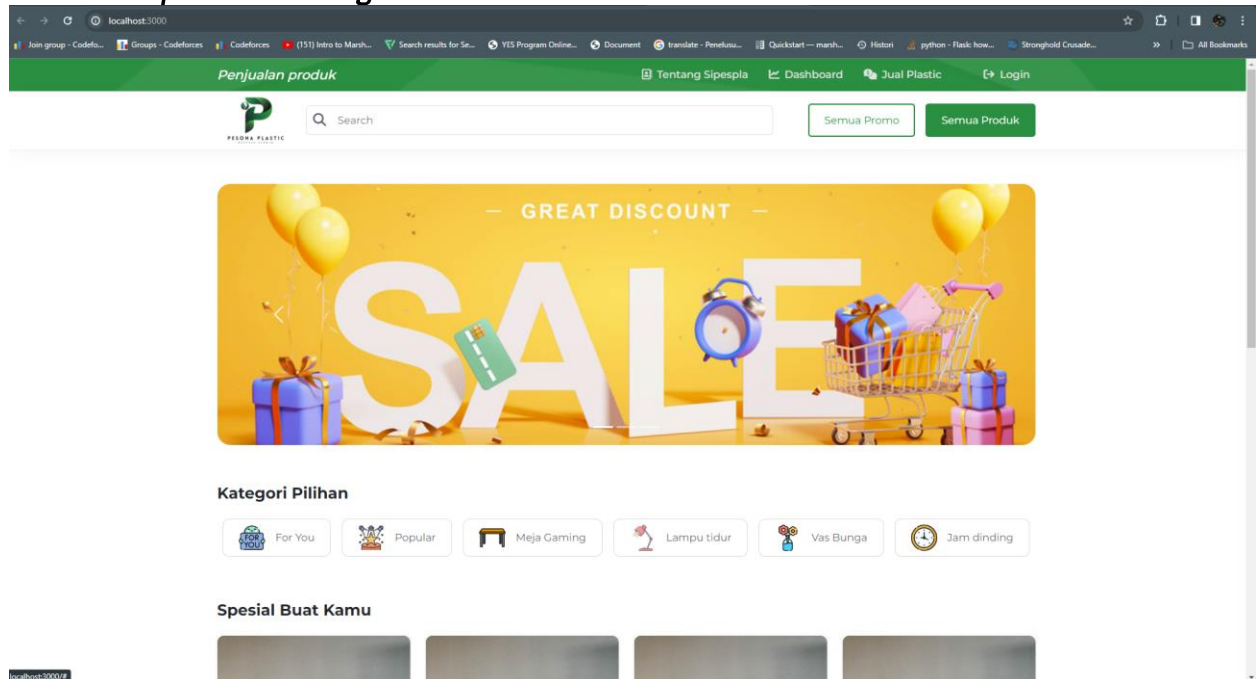 localhost:3000
Join group - Codefo... Groups - Codeforces Codeforces (151) Intro to Marsh... Search results for Se... YES Program Online... Document translate - Penelusu... Quickstart — marsh... Histori python - Flask: how... Stronghold Crusade... » All Bookmarks
Penjualan produk Tentang Sipespla Dashboard Jual Plastic Login
PESONA PLASTIC
Search Semua Promo Semua Produk
GREAT DISCOUNT
SALE
Kategori Pilihan
FOR YOU For You Popular Meja Gaming Lampu tidur Vas Bunga Jam dinding
Spesial Buat Kamu
localhost:3000/#